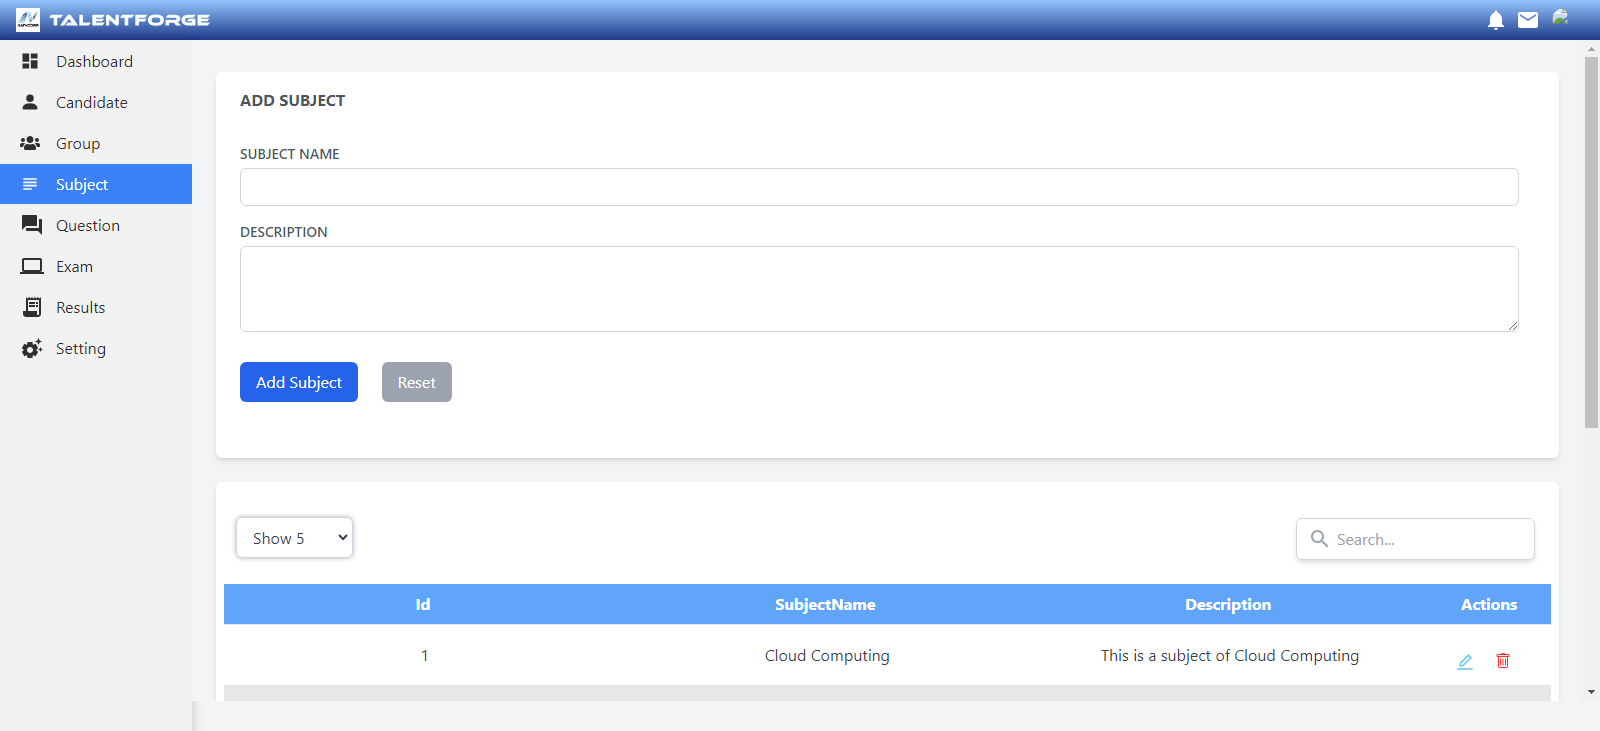 TALENTFORGE
Dashboard
Candidate
Group
Subject
Question
Exam
Results
Setting
ADD SUBJECT
SUBJECT NAME
DESCRIPTION
Add Subject Reset
Show 5 Search...
Id SubjectName Description Actions
1 Cloud Computing This is a subject of Cloud Computing